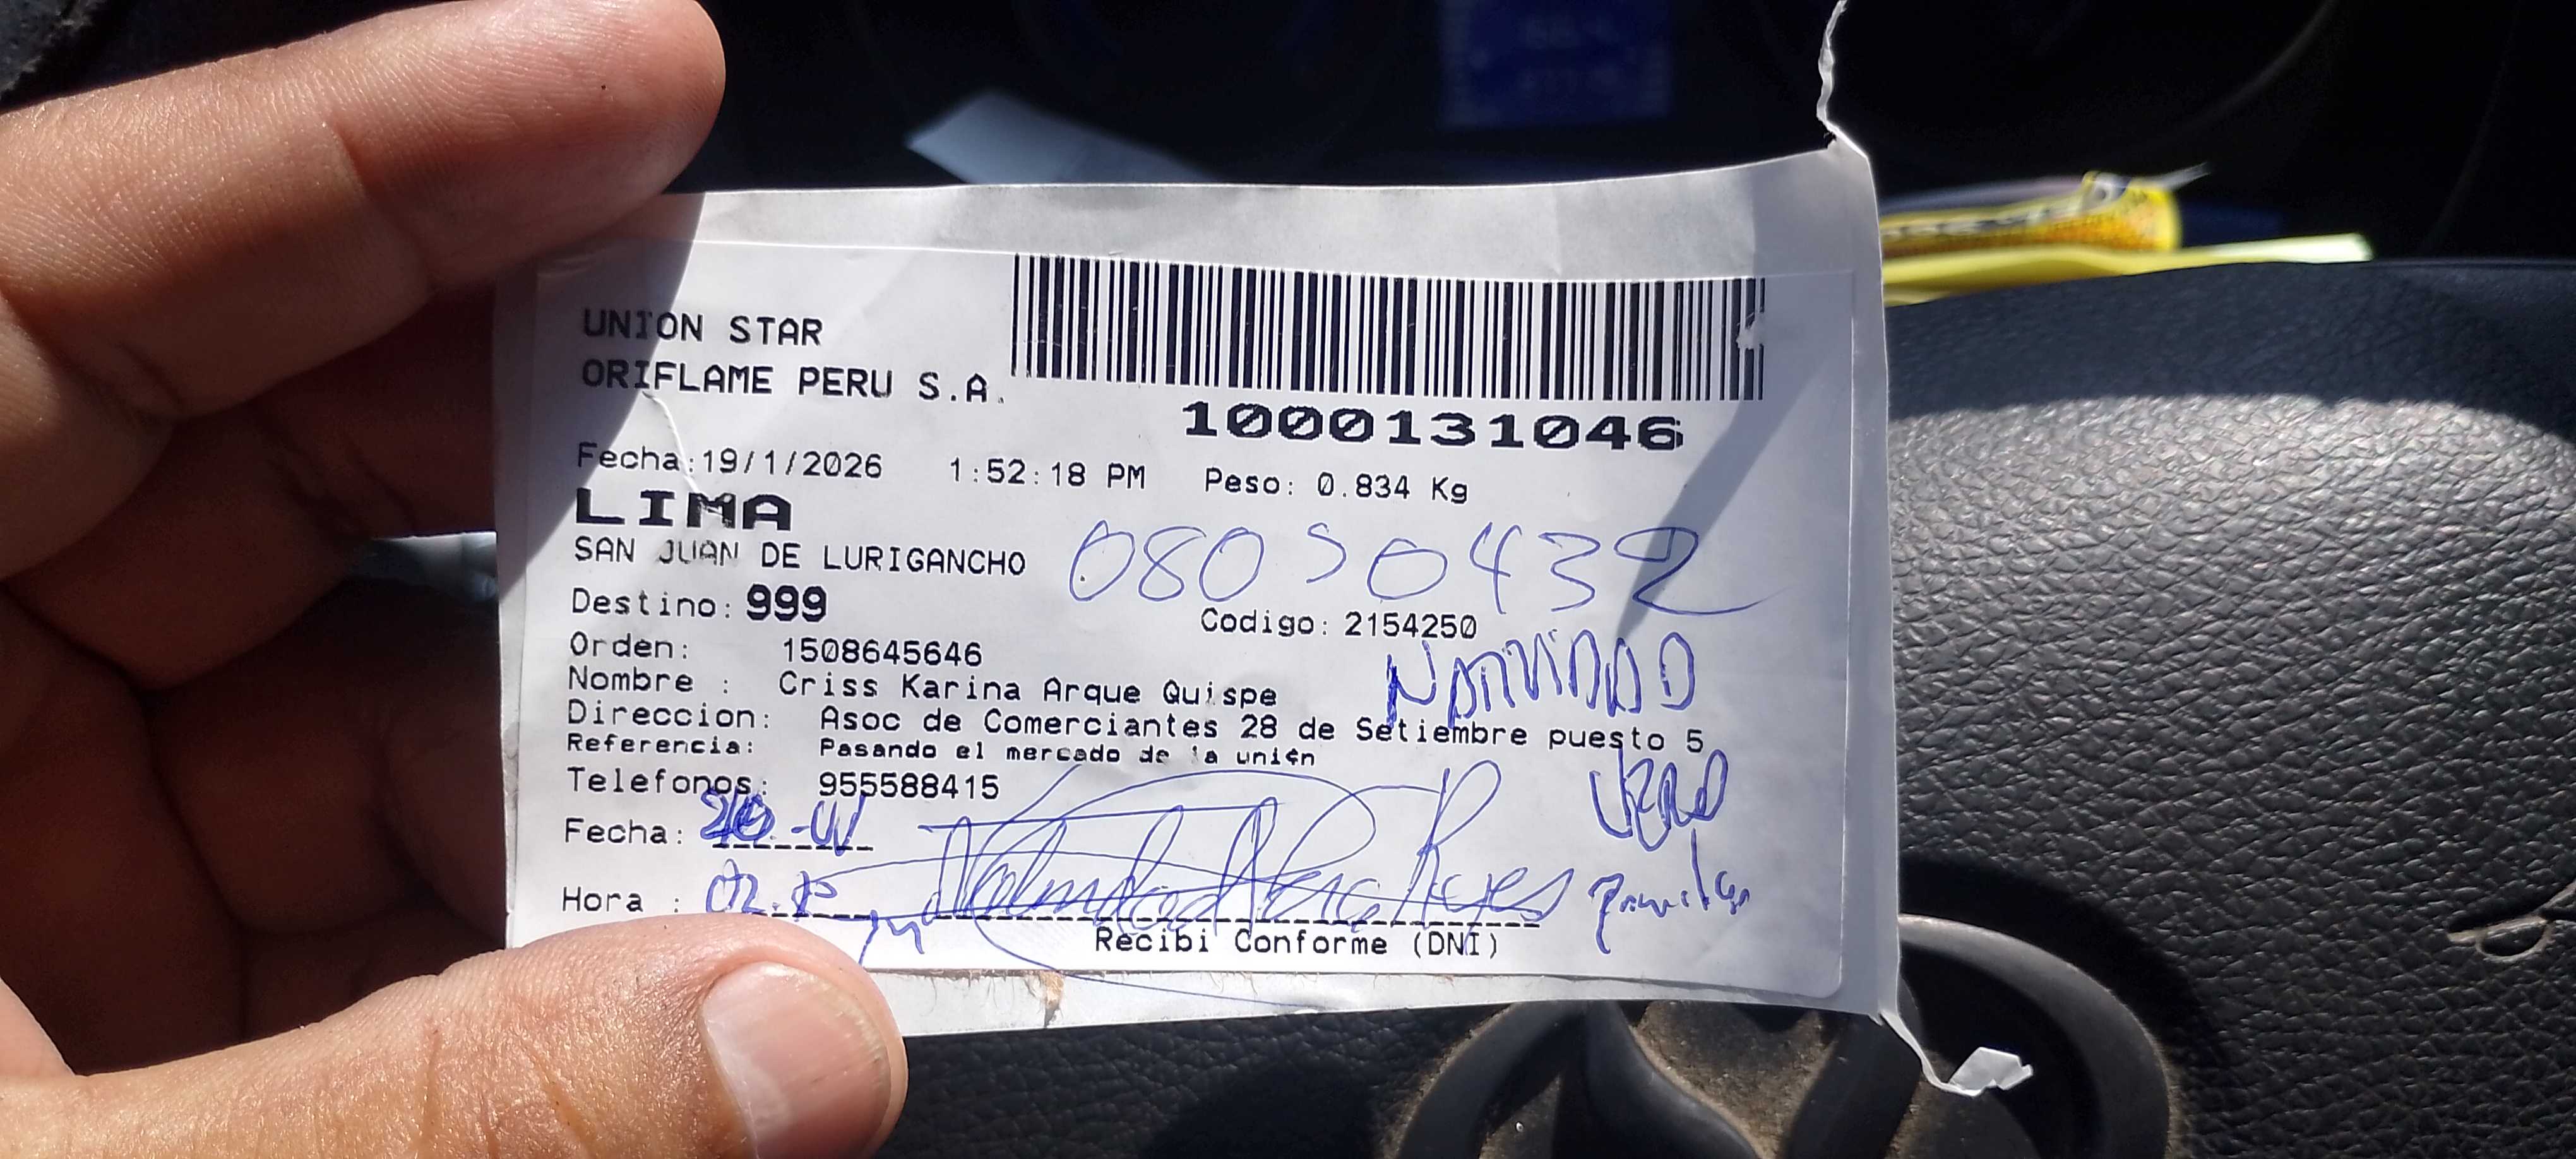 UNION STAR
ORIFLAME PERU S.A.
1000131046
Fecha:19/1/2026 1:52:18 PM Peso: 0.834 Kg
LIMA
SAN JUAN DE LURIGANCHO 08050432
Destino: 999
Codigo: 2154250
Orden: 1508645646
Nombre : Criss Karina Arque Quispe
Direccion: Asoc de Comerciantes 28 de Setiembre puesto 5
Referencia: Pasando el mercado de la unión
Telefonos: 955588415
Fecha:
Hora :
Recibi Conforme (DNI)